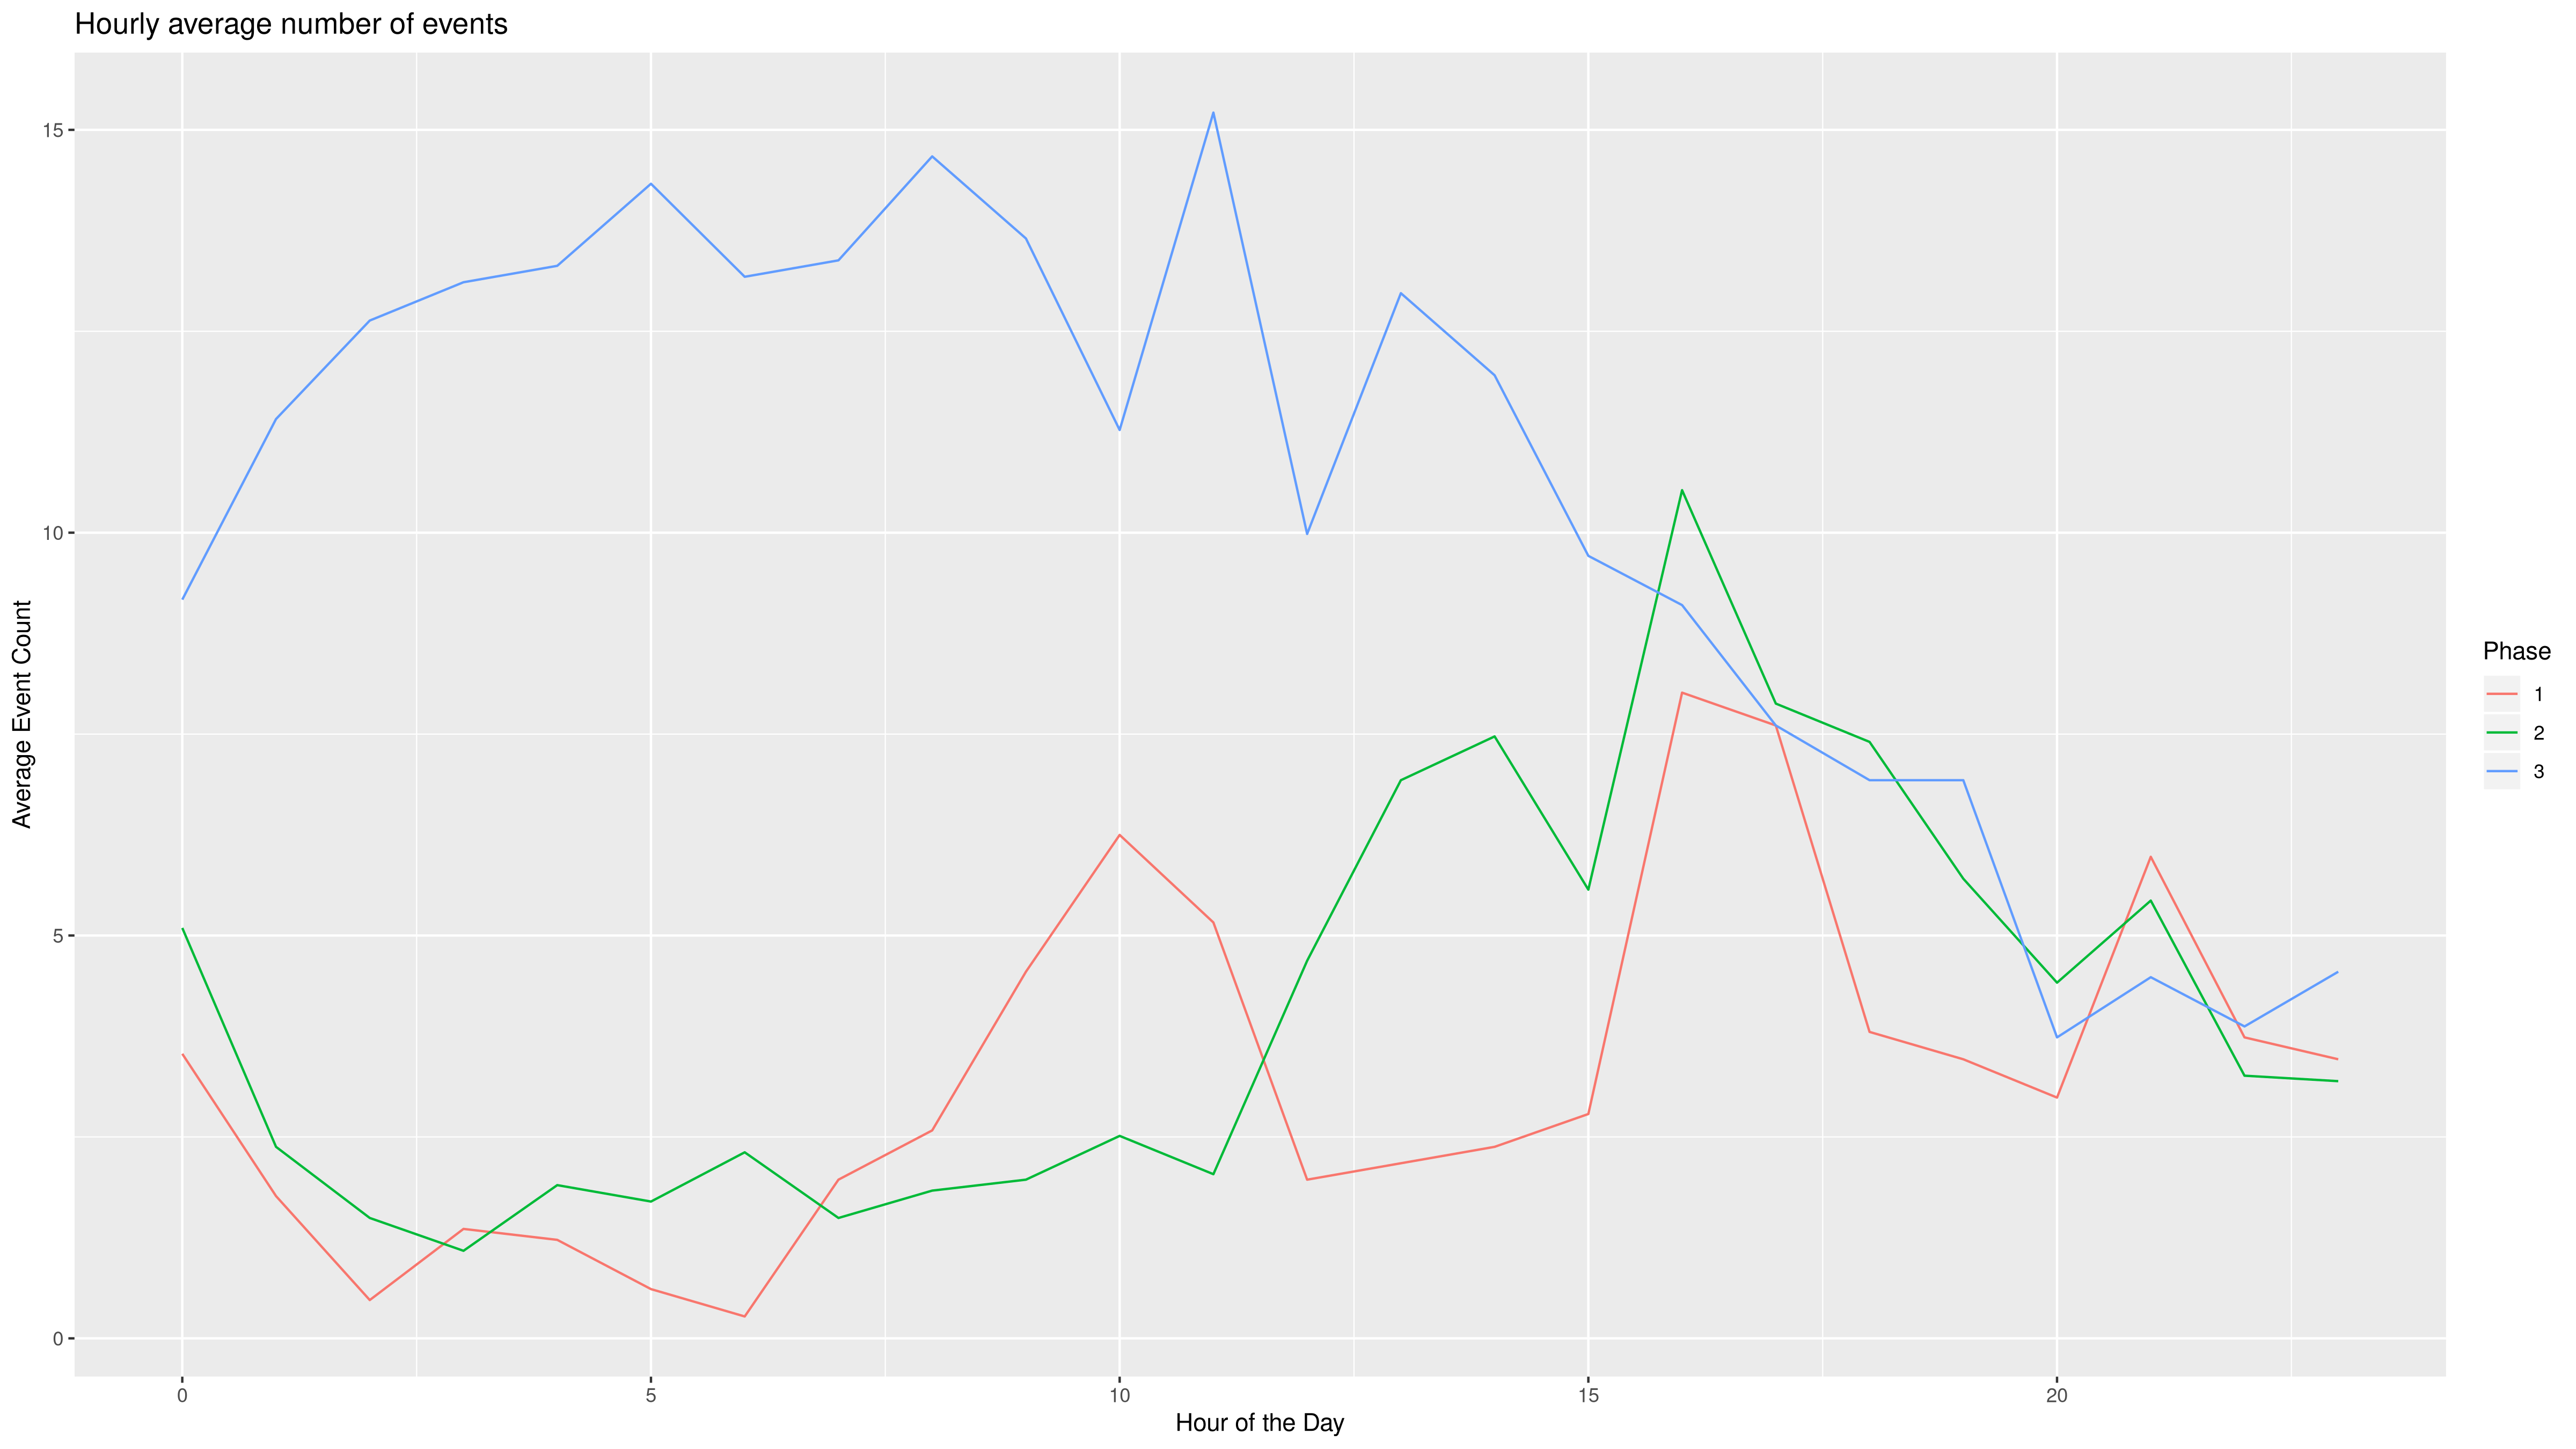 Hourly average number of events
15
10
5
0
Average Event Count
0 5 10 15 20
Hour of the Day
Phase
1
2
3